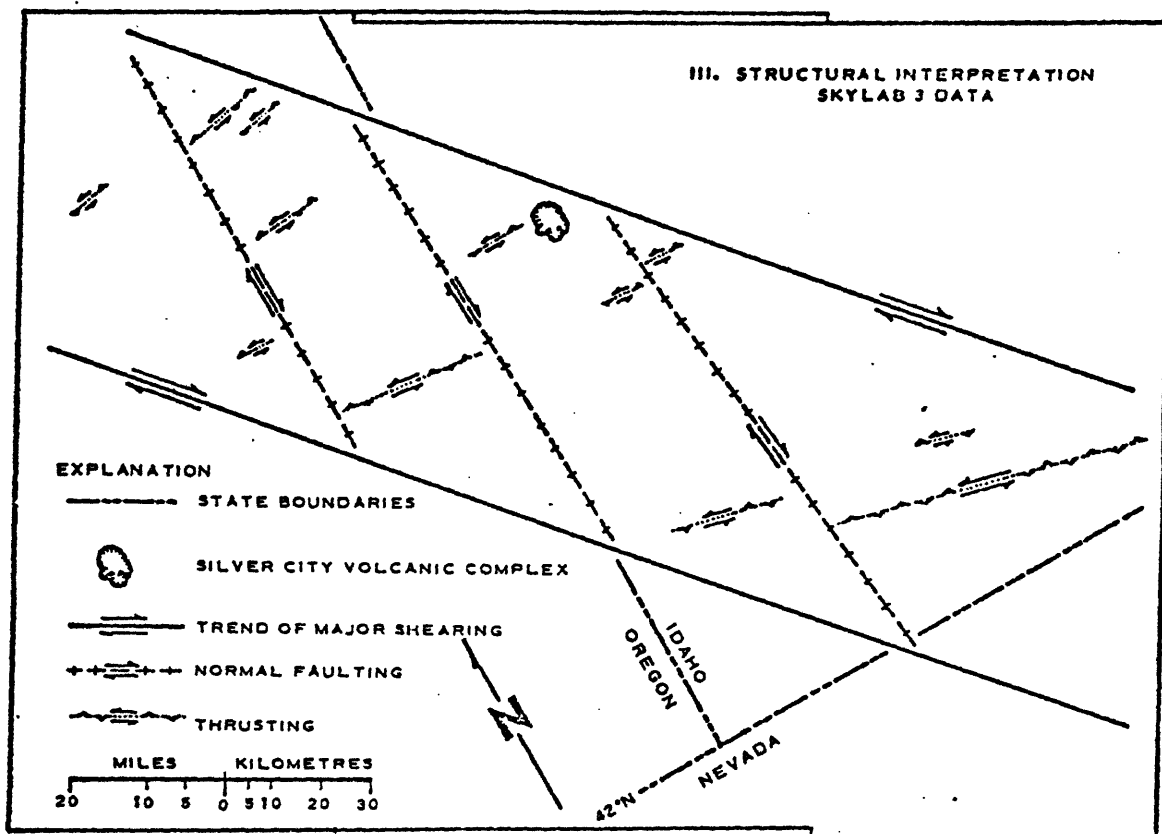 III. STRUCTURAL INTERPRETATION
SKYLAB 3 DATA
EXPLANATION
STATE BOUNDARIES
SILVER CITY VOLCANIC COMPLEX
TREND OF MAJOR SHEARING
NORMAL FAULTING
THRUSTING
MILES KILOMETRES
20 10 5 0 5 10 20 30
IDAHO
OREGON
NEVADA
42°N
N